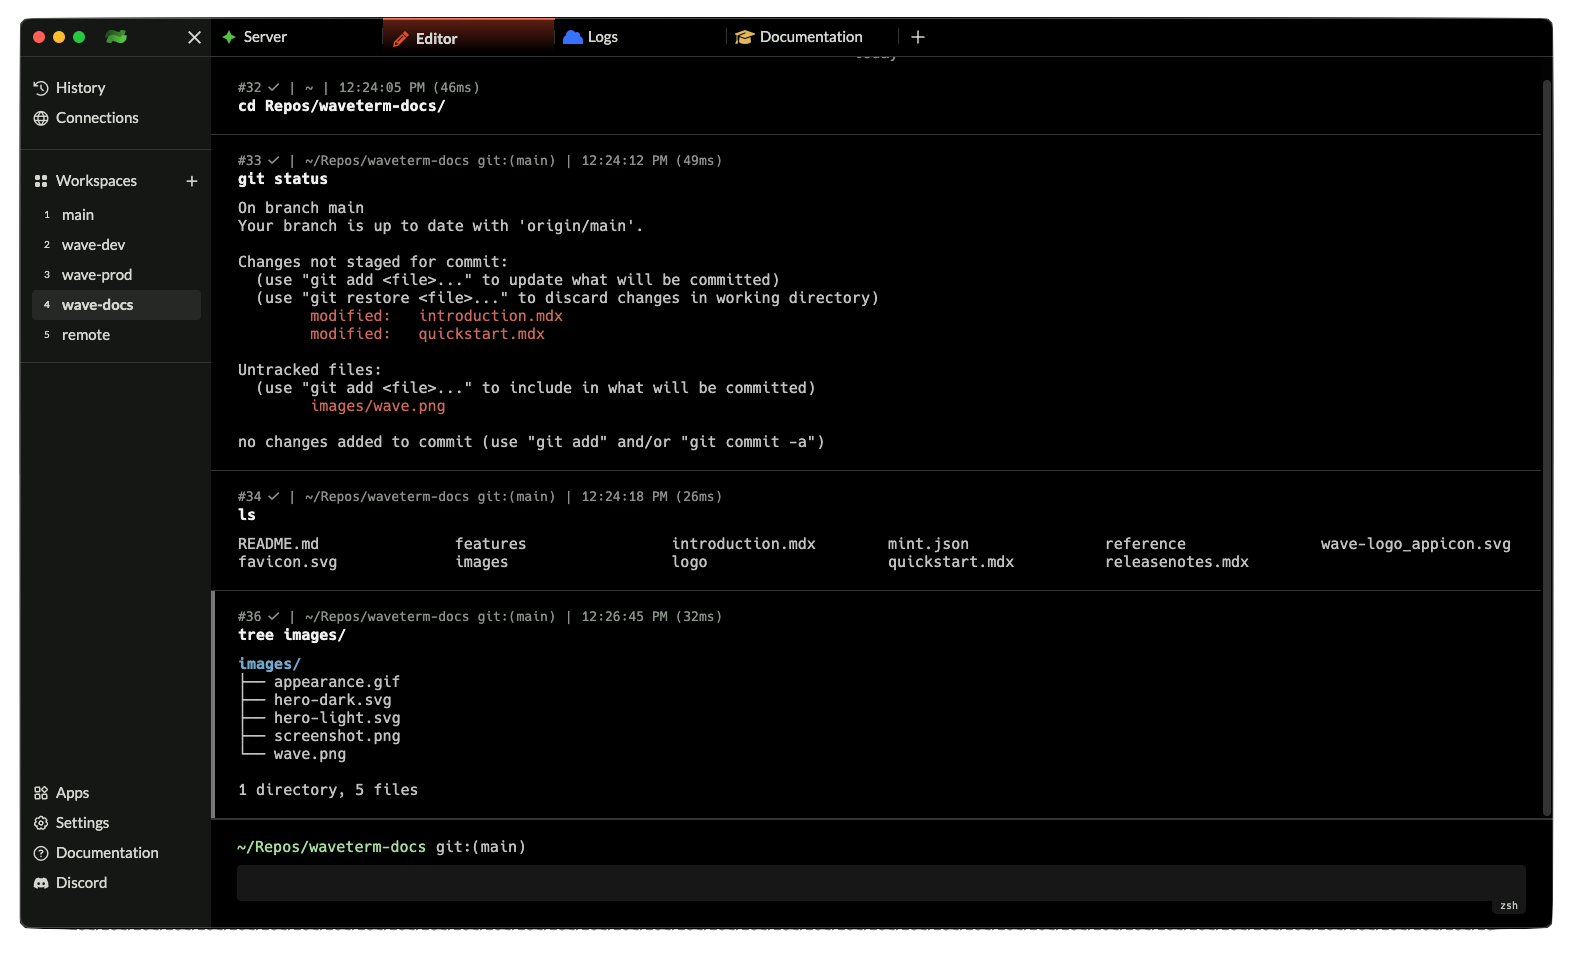 Server
Editor
Logs
Documentation
History
Connections
Workspaces
1 main
2 wave-dev
3 wave-prod
4 wave-docs
5 remote
Apps
Settings
Documentation
Discord
#32 ✓ | ~ | 12:24:05 PM (46ms)
cd Repos/waveterm-docs/
#33 ✓ | ~/Repos/waveterm-docs git:(main) | 12:24:12 PM (49ms)
git status
On branch main
Your branch is up to date with 'origin/main'.
Changes not staged for commit:
(use "git add <file>..." to update what will be committed)
(use "git restore <file>..." to discard changes in working directory)
modified: introduction.mdx
modified: quickstart.mdx
Untracked files:
(use "git add <file>..." to include in what will be committed)
images/wave.png
no changes added to commit (use "git add" and/or "git commit -a")
#34 ✓ | ~/Repos/waveterm-docs git:(main) | 12:24:18 PM (26ms)
ls
README.md features introduction.mdx mint.json reference wave-logo_appicon.svg
favicon.svg images logo quickstart.mdx releasenotes.mdx
#36 ✓ | ~/Repos/waveterm-docs git:(main) | 12:26:45 PM (32ms)
tree images/
images/
├── appearance.gif
├── hero-dark.svg
├── hero-light.svg
├── screenshot.png
└── wave.png
1 directory, 5 files
~/Repos/waveterm-docs git:(main)
zsh